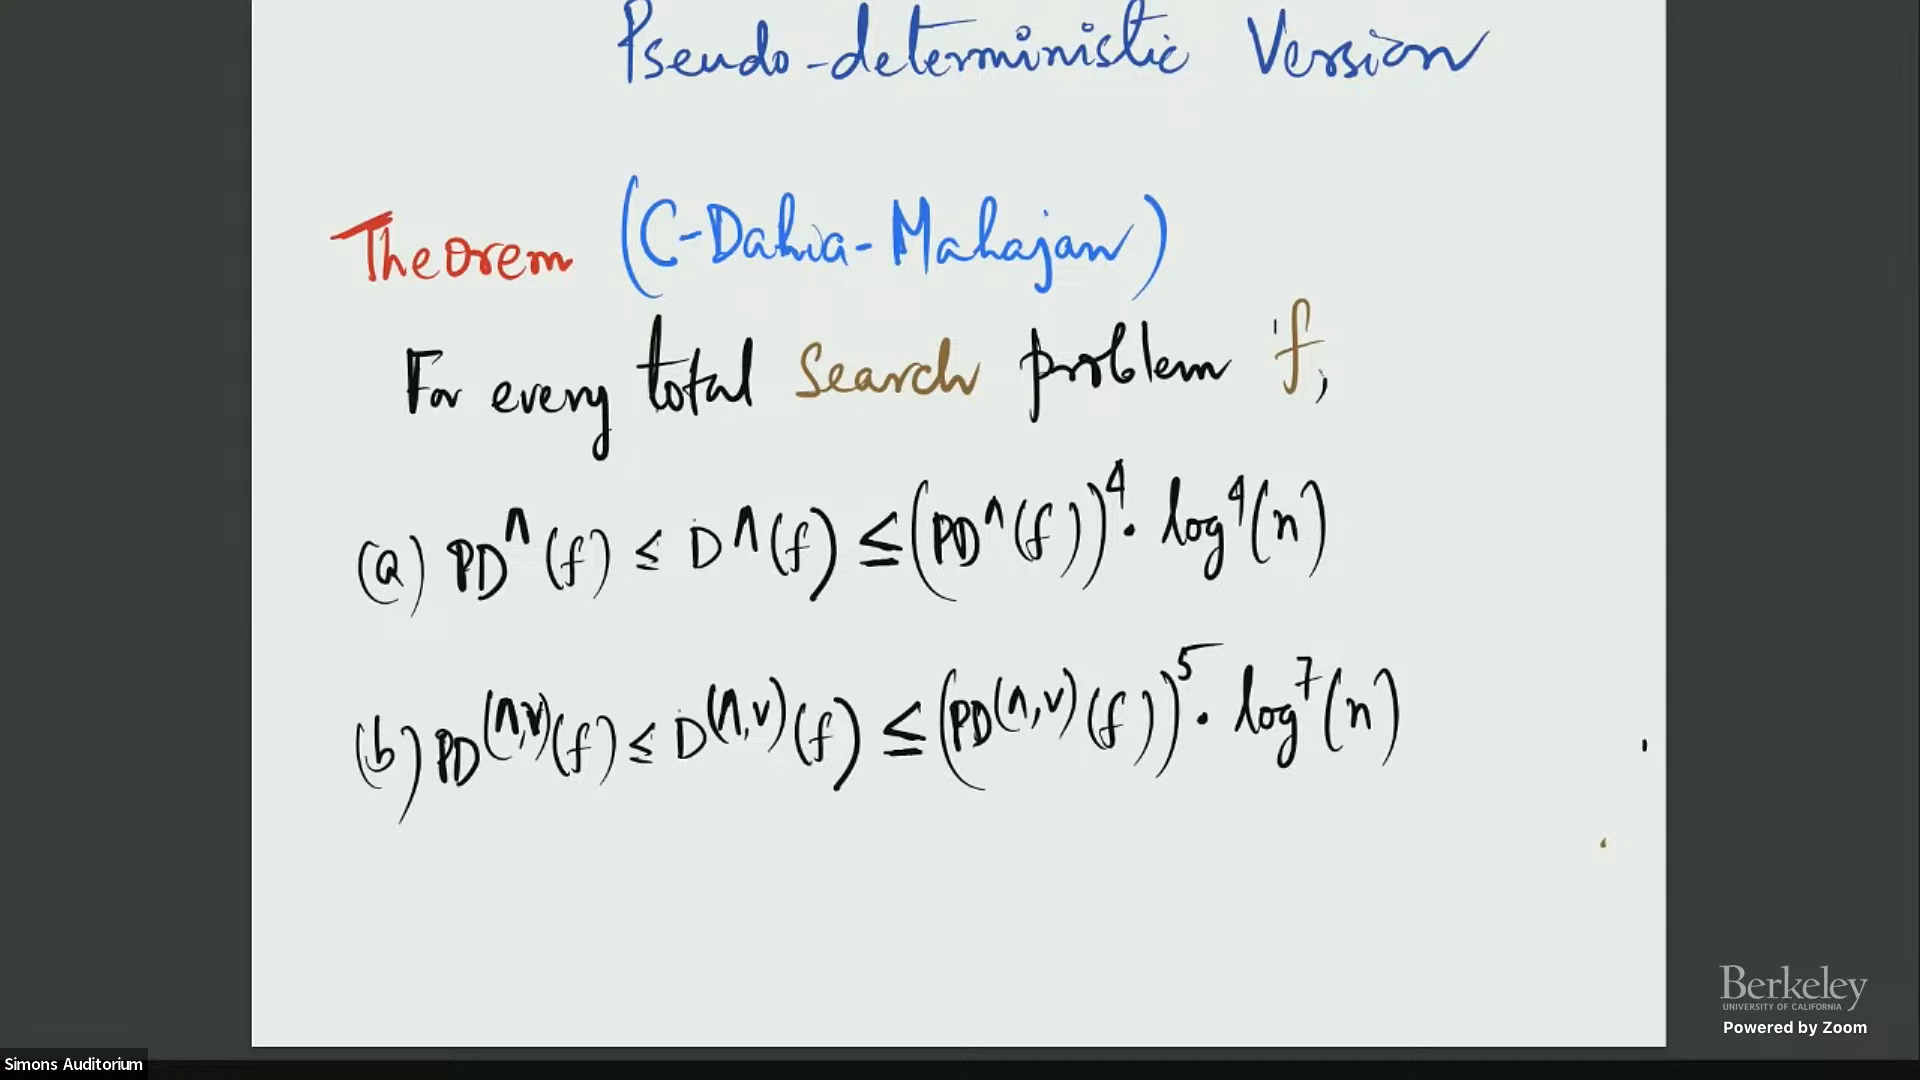 Pseudo-deterministic Version
Theorem (C-Dahia-Mahajan)
For every total Search problem f,
(a) PD^∧(f) ≤ D^∧(f) ≤ (PD^∧(f))^4 · log^4(n)
(b) PD^(∧,∨)(f) ≤ D^(∧,∨)(f) ≤ (PD^(∧,∨)(f))^5 · log^7(n)
Berkeley
UNIVERSITY OF CALIFORNIA
Powered by Zoom
Simons Auditorium